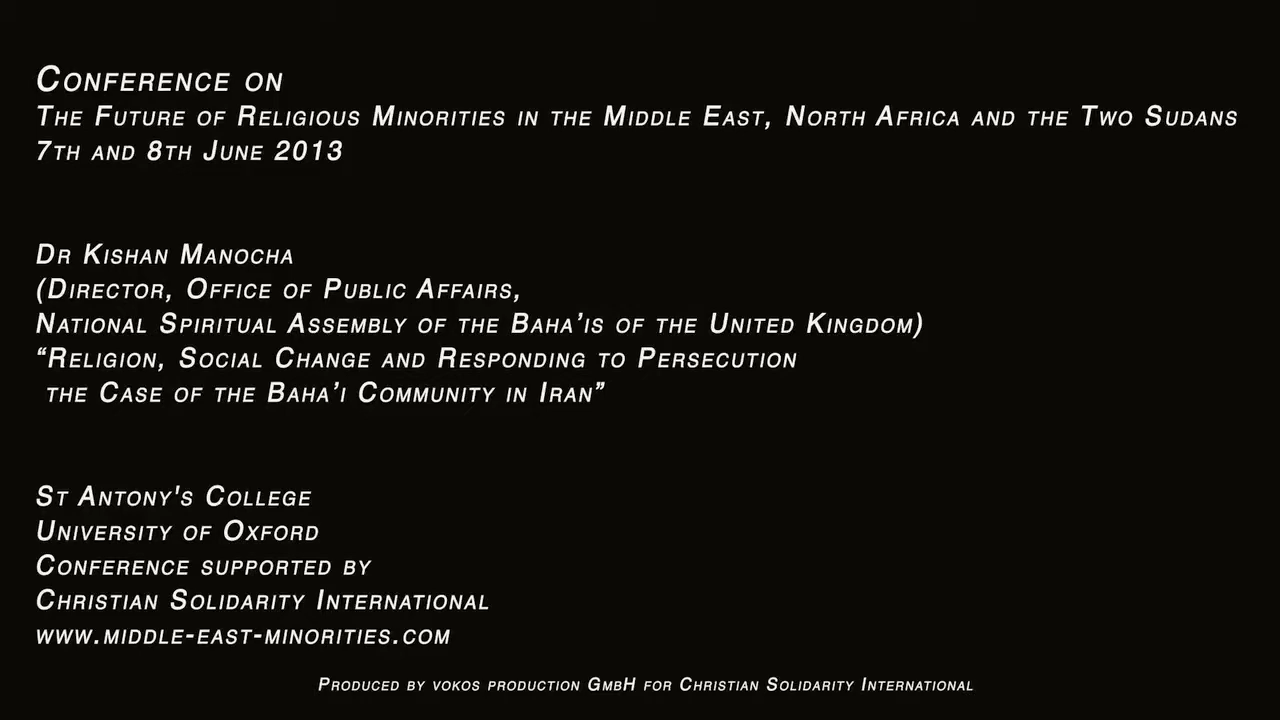 Conference on
The Future of Religious Minorities in the Middle East, North Africa and the Two Sudans
7th and 8th June 2013
Dr Kishan Manocha
(Director, Office of Public Affairs,
National Spiritual Assembly of the Baha’is of the United Kingdom)
“Religion, Social Change and Responding to Persecution
the Case of the Baha’i Community in Iran”
St Antony's College
University of Oxford
Conference supported by
Christian Solidarity International
www.middle-east-minorities.com
Produced by vokos production GmbH for Christian Solidarity International